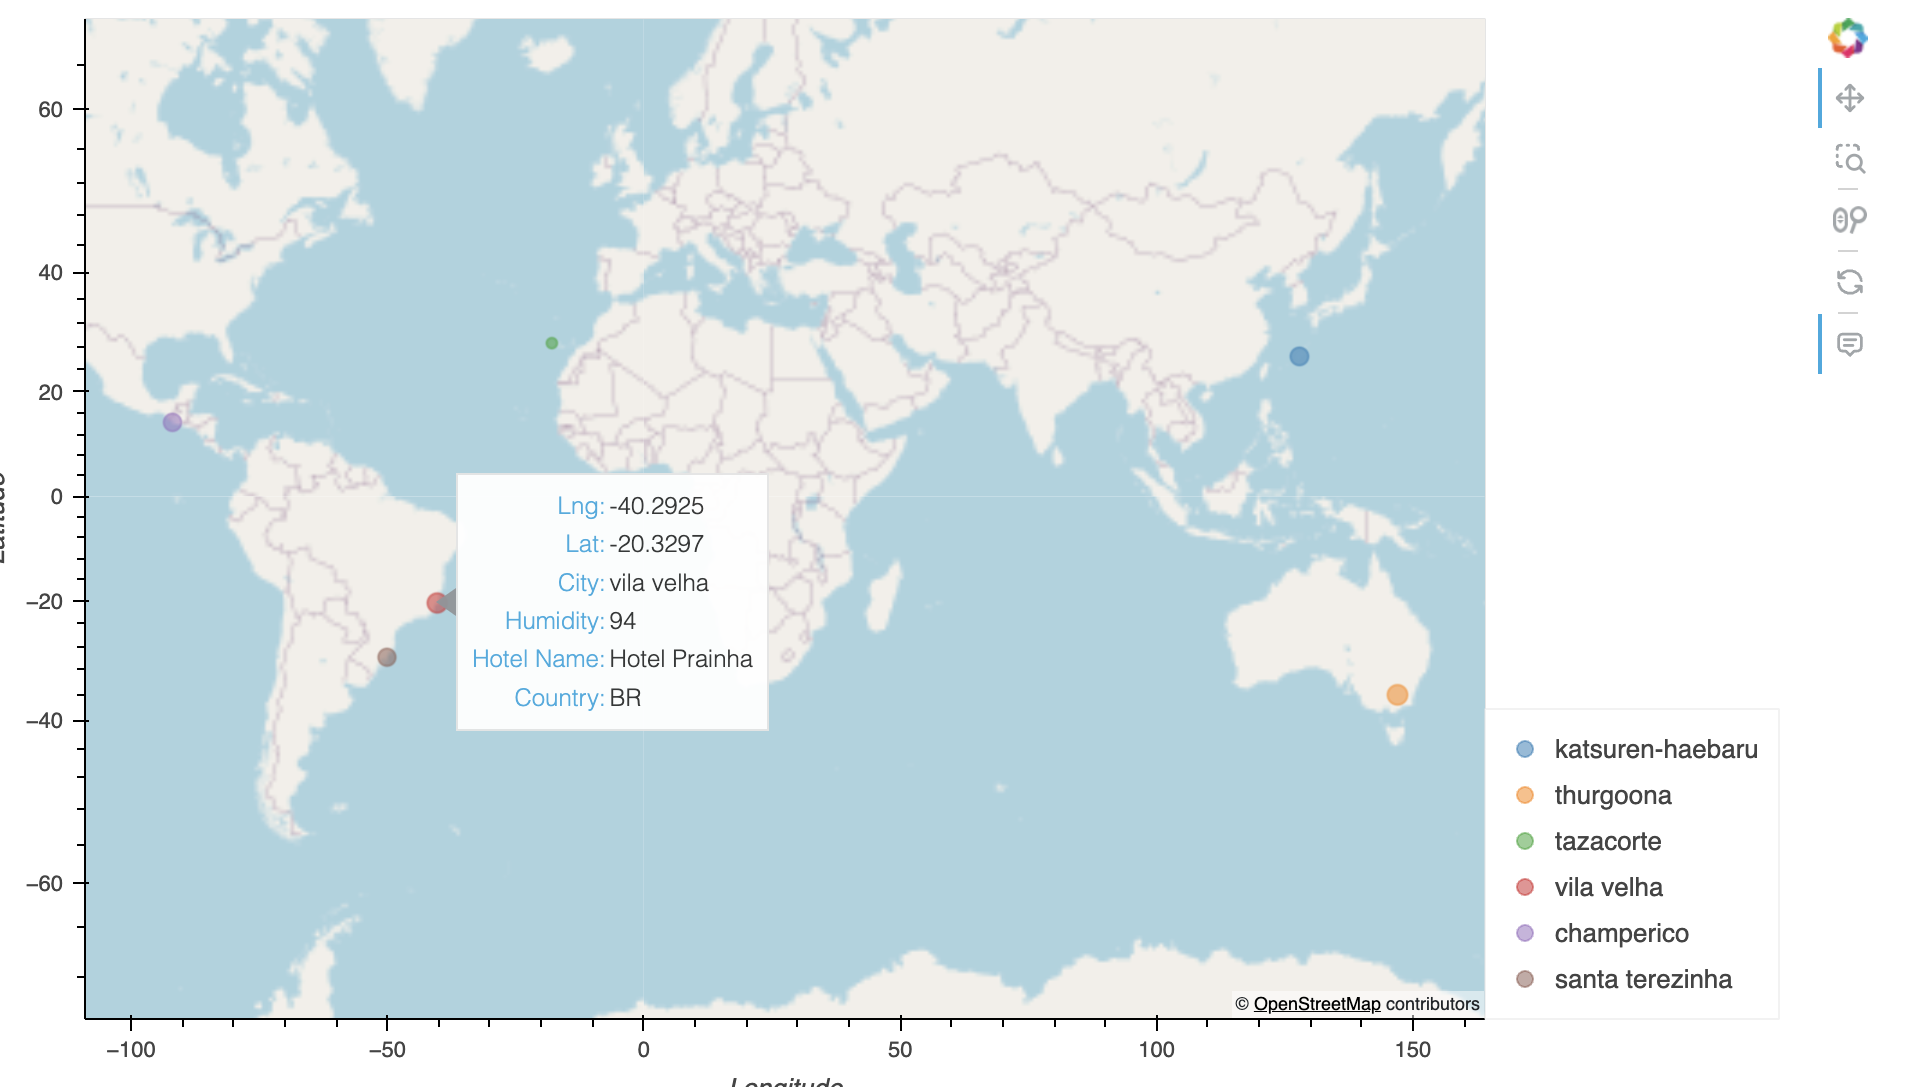 60
40
20
0
−20
−40
−60
Lng: -40.2925
Lat: -20.3297
City: vila velha
Humidity: 94
Hotel Name: Hotel Prainha
Country: BR
katsuren-haebaru
thurgoona
tazacorte
vila velha
champerico
santa terezinha
© OpenStreetMap contributors
−100 −50 0 50 100 150
Longitude
Latitude